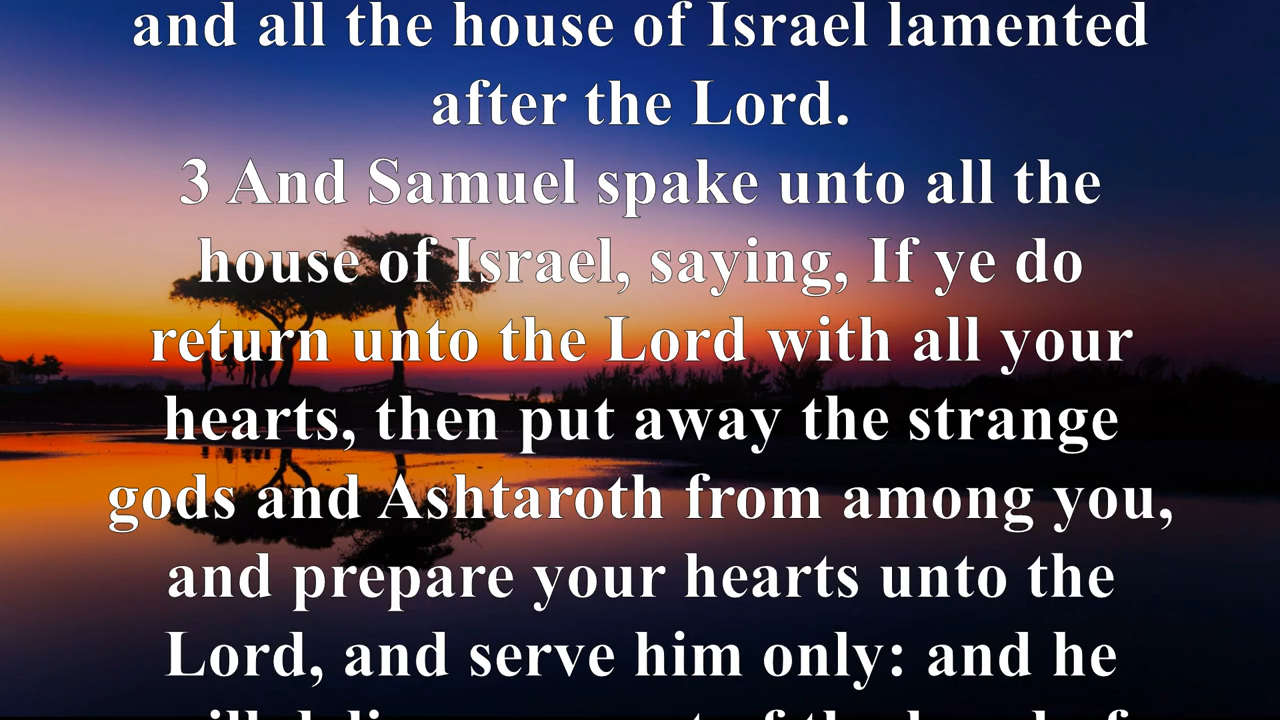 and all the house of Israel lamented
after the Lord.
3 And Samuel spake unto all the
house of Israel, saying, If ye do
return unto the Lord with all your
hearts, then put away the strange
gods and Ashtaroth from among you,
and prepare your hearts unto the
Lord, and serve him only: and he